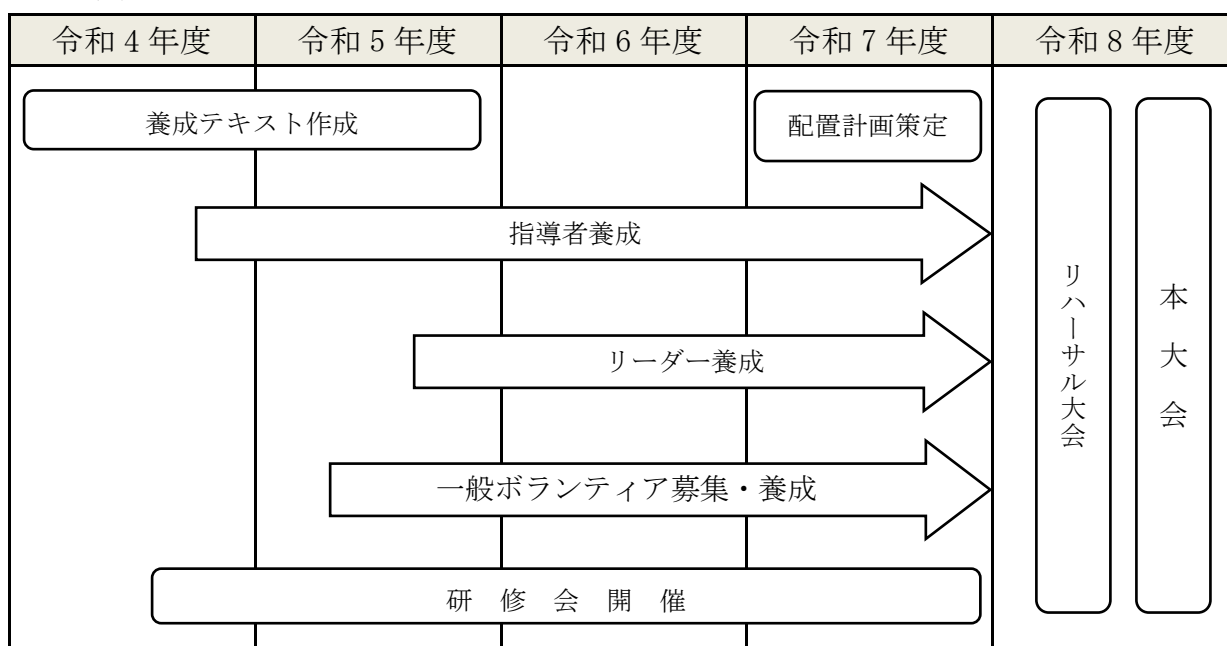 令和4年度 令和5年度 令和6年度 令和7年度 令和8年度
養成テキスト作成
配置計画策定
指導者養成
リーダー養成
一般ボランティア募集・養成
研修会開催
リハーサル大会
本大会